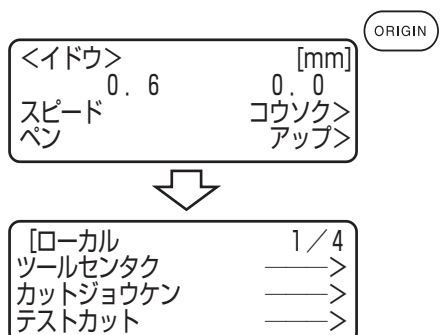 ORIGIN
<イドウ> [mm]
0. 6 0. 0
スピード コウソク>
ペン アップ>
[ローカル 1/4
ツールセンタク ───>
カットジョウケン ───>
テストカット ───>